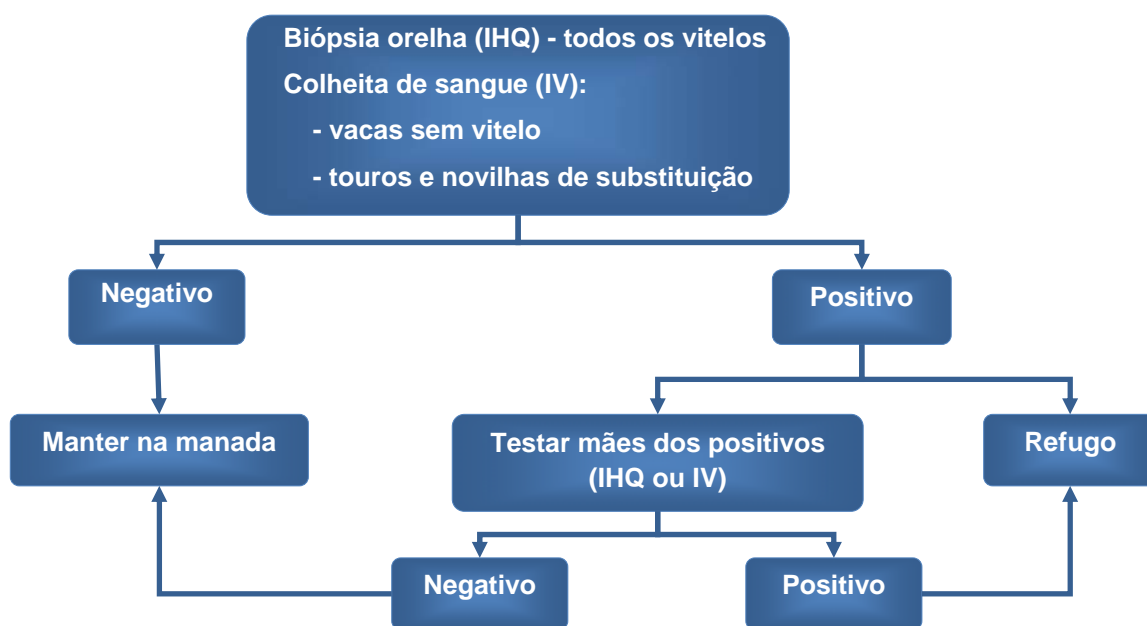 Biópsia orelha (IHQ) - todos os vitelos
Colheita de sangue (IV):
- vacas sem vitelo
- touros e novilhas de substituição
Negativo
Positivo
Manter na manada
Testar mães dos positivos
(IHQ ou IV)
Refugo
Negativo
Positivo